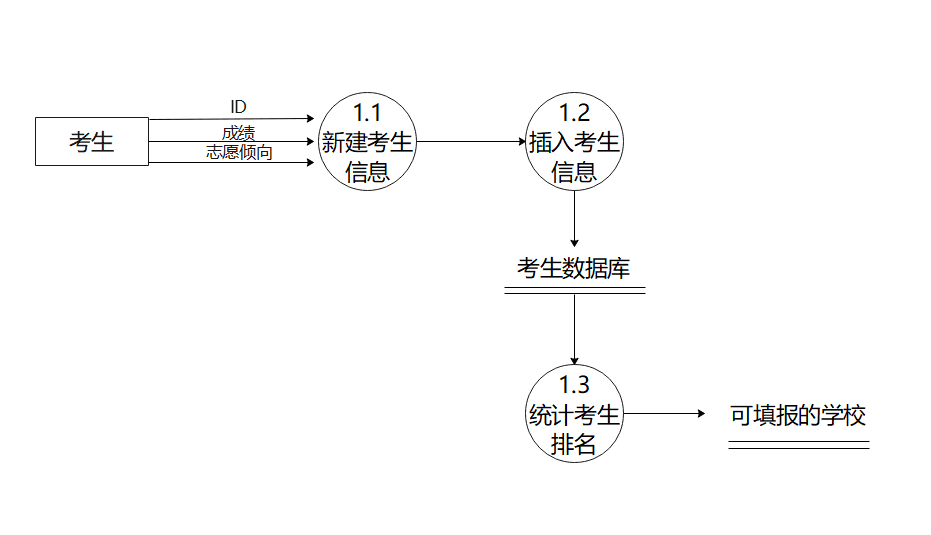 考生
ID
成绩
志愿倾向
1.1
新建考生
信息
1.2
插入考生
信息
考生数据库
1.3
统计考生
排名
可填报的学校